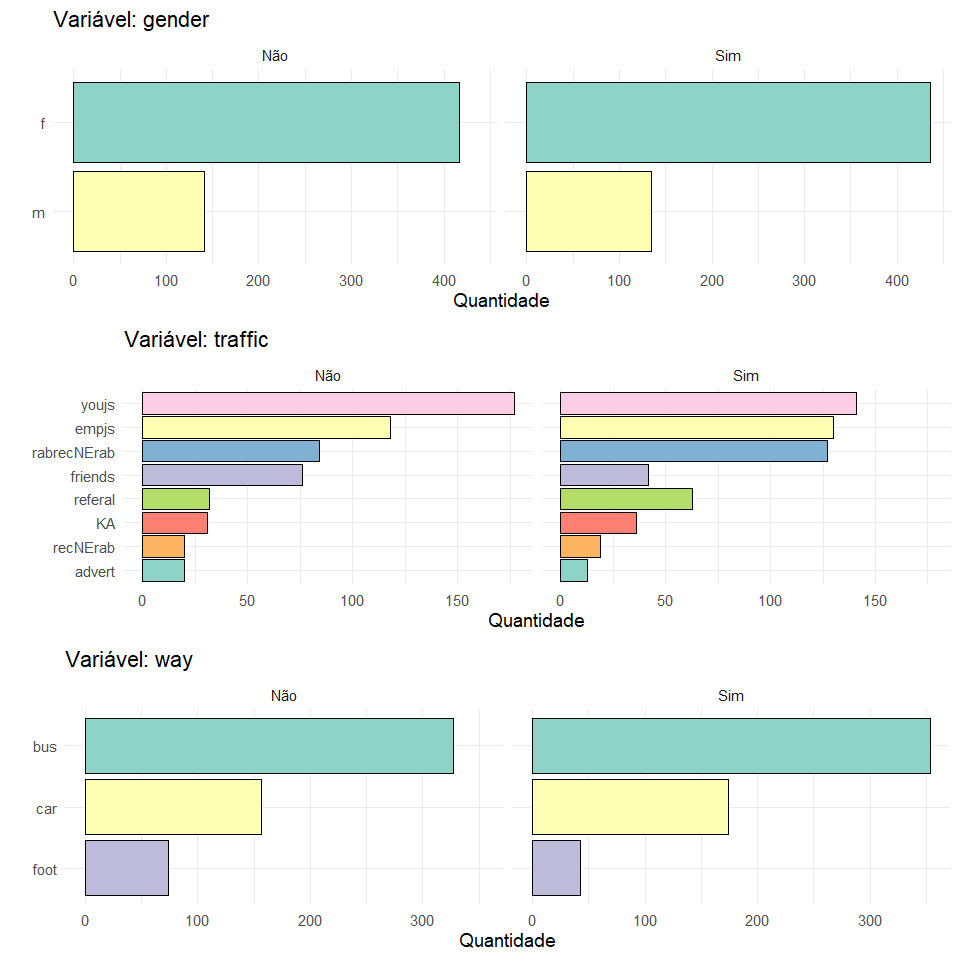 Variável: gender
Não Sim
f
m
0 100 200 300 400 0 100 200 300 400
Quantidade
Variável: traffic
Não Sim
youjs
empjs
rabrecNErab
friends
referal
KA
recNErab
advert
0 50 100 150 0 50 100 150
Quantidade
Variável: way
Não Sim
bus
car
foot
0 100 200 300 0 100 200 300
Quantidade